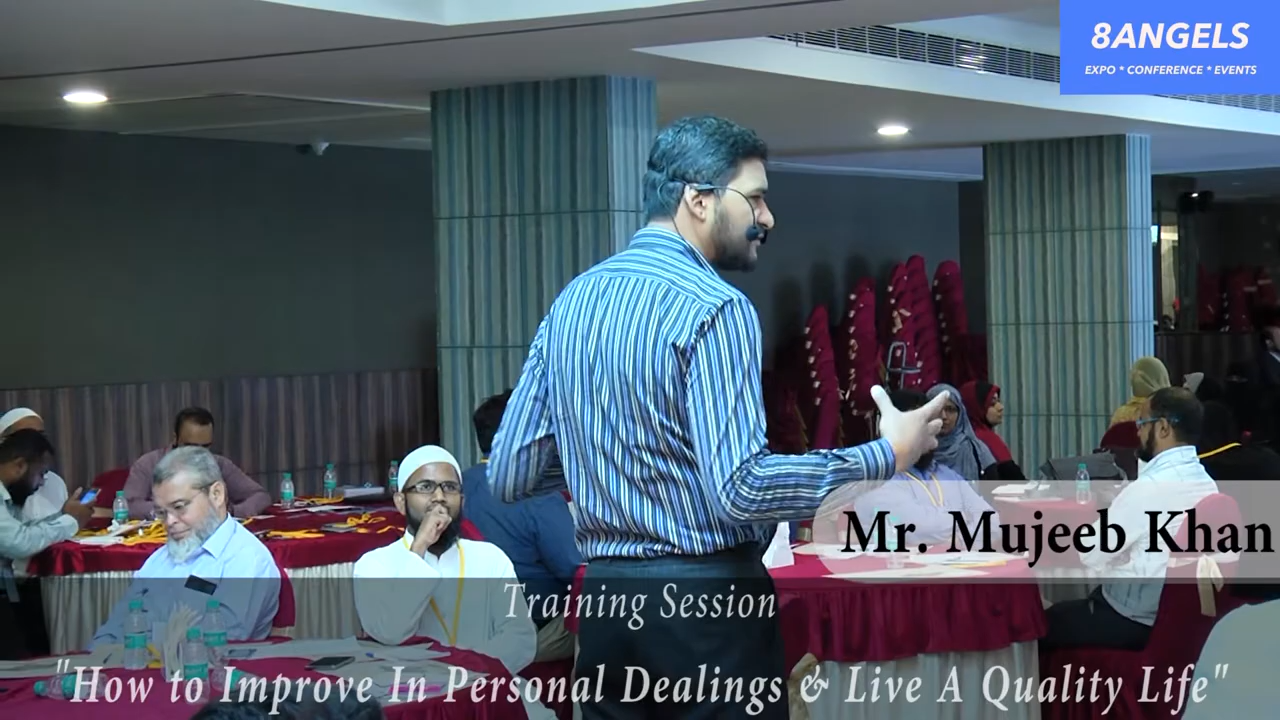 8ANGELS
EXPO * CONFERENCE * EVENTS
Mr. Mujeeb Khan
Training Session
"How to Improve In Personal Dealings & Live A Quality Life"